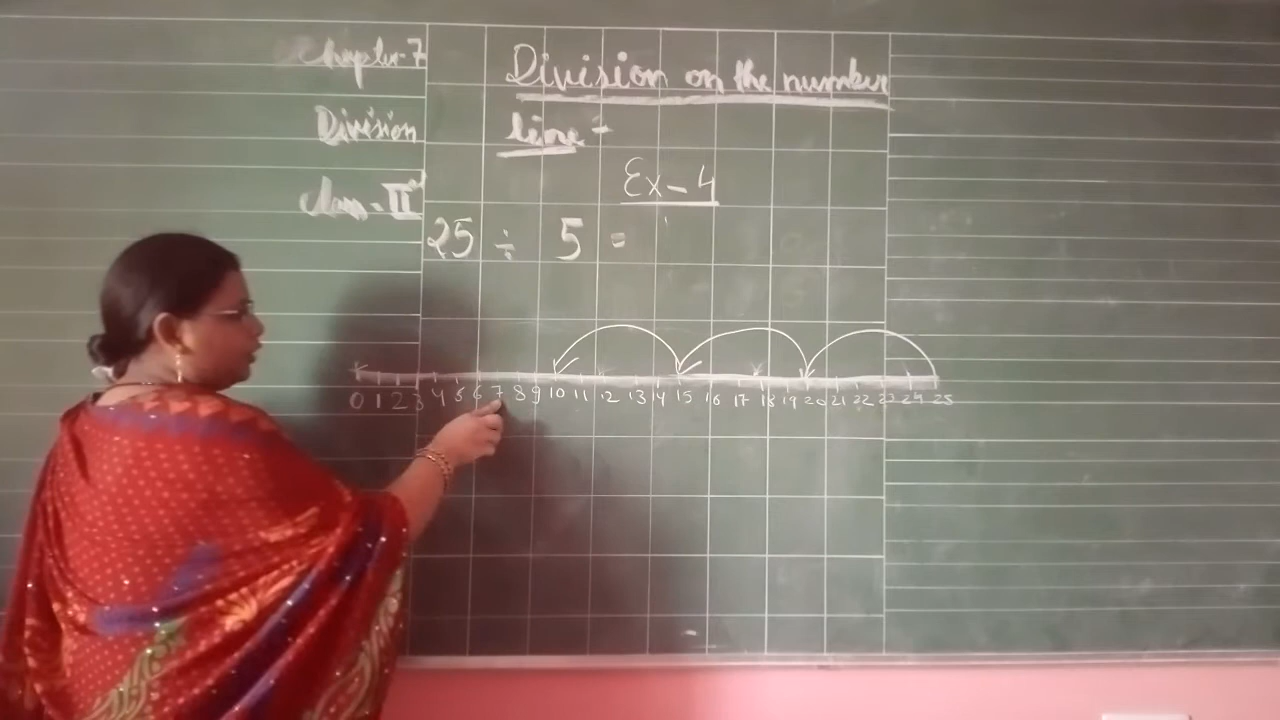 Chapter-7
Division on the number
Division
line :-
Ex-4
Class - II
25 ÷ 5 =
0 1 2 3 4 5 6 7 8 9 10 11 12 13 14 15 16 17 18 19 20 21 22 23 24 25